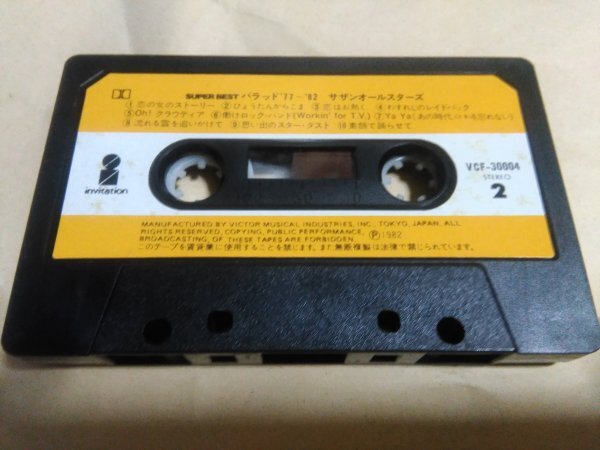 SUPER BEST バラッド'77~'82 サザンオールスターズ
① 恋の女のストーリー ② ひょうたんからこま ③ 恋はお熱く ④ わすれじのレイドバック
⑤ Oh! クラウディア ⑥ 働けロック・バンド(Workin' for T.V.) ⑦ Ya Ya(あの時代を忘れない)
⑧ 流れる雲を追いかけて ⑨ 思い出のスター・ダスト ⑩ 素顔で踊らせて
invitation
VCF-30004
STEREO
2
MANUFACTURED BY VICTOR MUSICAL INDUSTRIES, INC., TOKYO, JAPAN. ALL
RIGHTS RESERVED, COPYING, PUBLIC PERFORMANCE,
BROADCASTING, OF THESE TAPES ARE FORBIDDEN. Ⓟ1982
このテープを賃貸業に使用することを禁じます。また無断複製は法律で禁じられています。